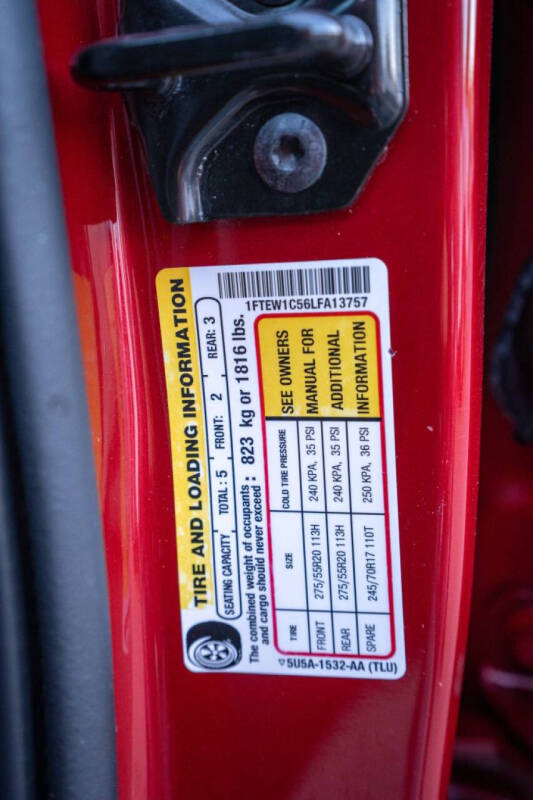 1FTEW1C56LFA13757
TIRE AND LOADING INFORMATION
SEATING CAPACITY TOTAL: 5 FRONT: 2 REAR: 3
The combined weight of occupants and cargo should never exceed: 823 kg or 1816 lbs.
TIRE SIZE COLD TIRE PRESSURE SEE OWNERS
FRONT 275/55R20 113H 240 KPA, 35 PSI MANUAL FOR
REAR 275/55R20 113H 240 KPA, 35 PSI ADDITIONAL
SPARE 245/70R17 110T 250 KPA, 36 PSI INFORMATION
5U5A-1532-AA (TLU)